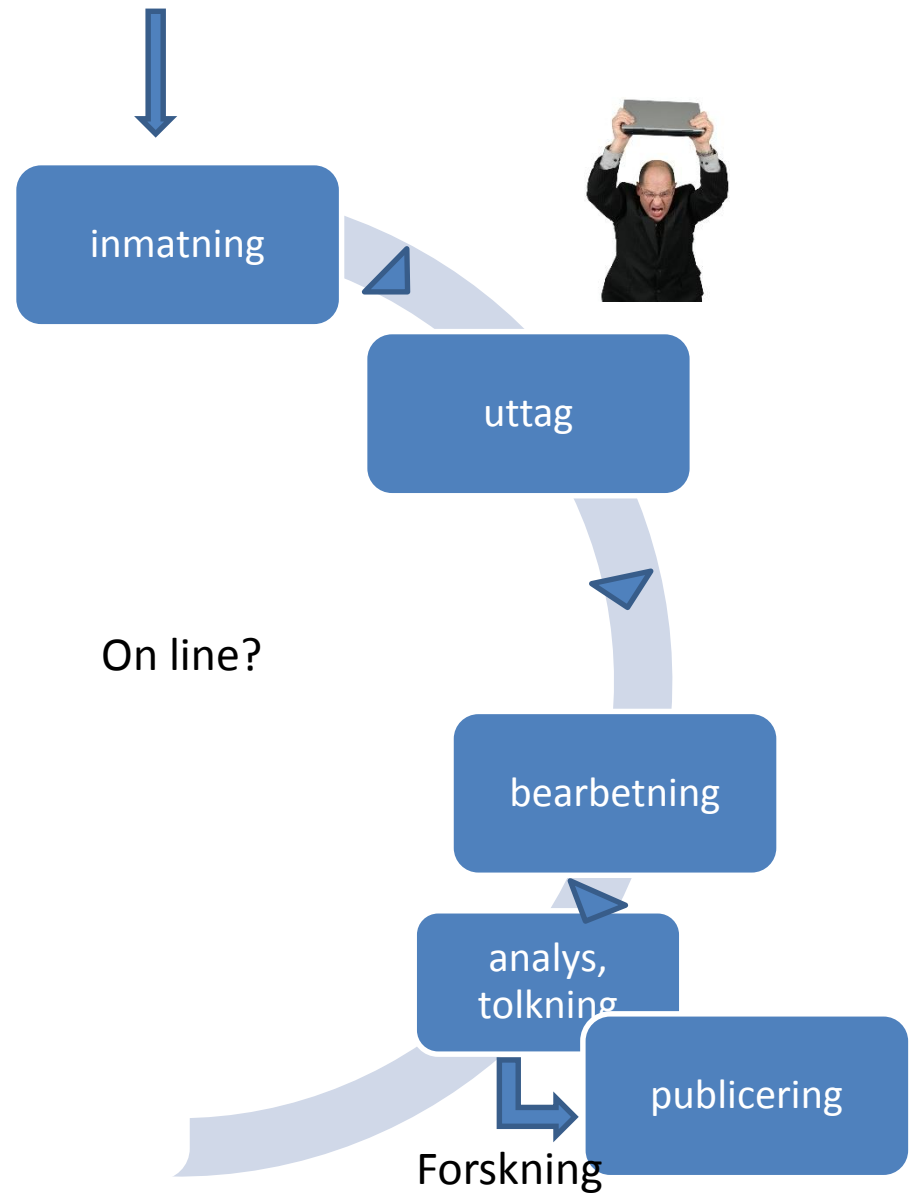 inmatning
uttag
On line?
bearbetning
analys,
tolkning
publicering
Forskning